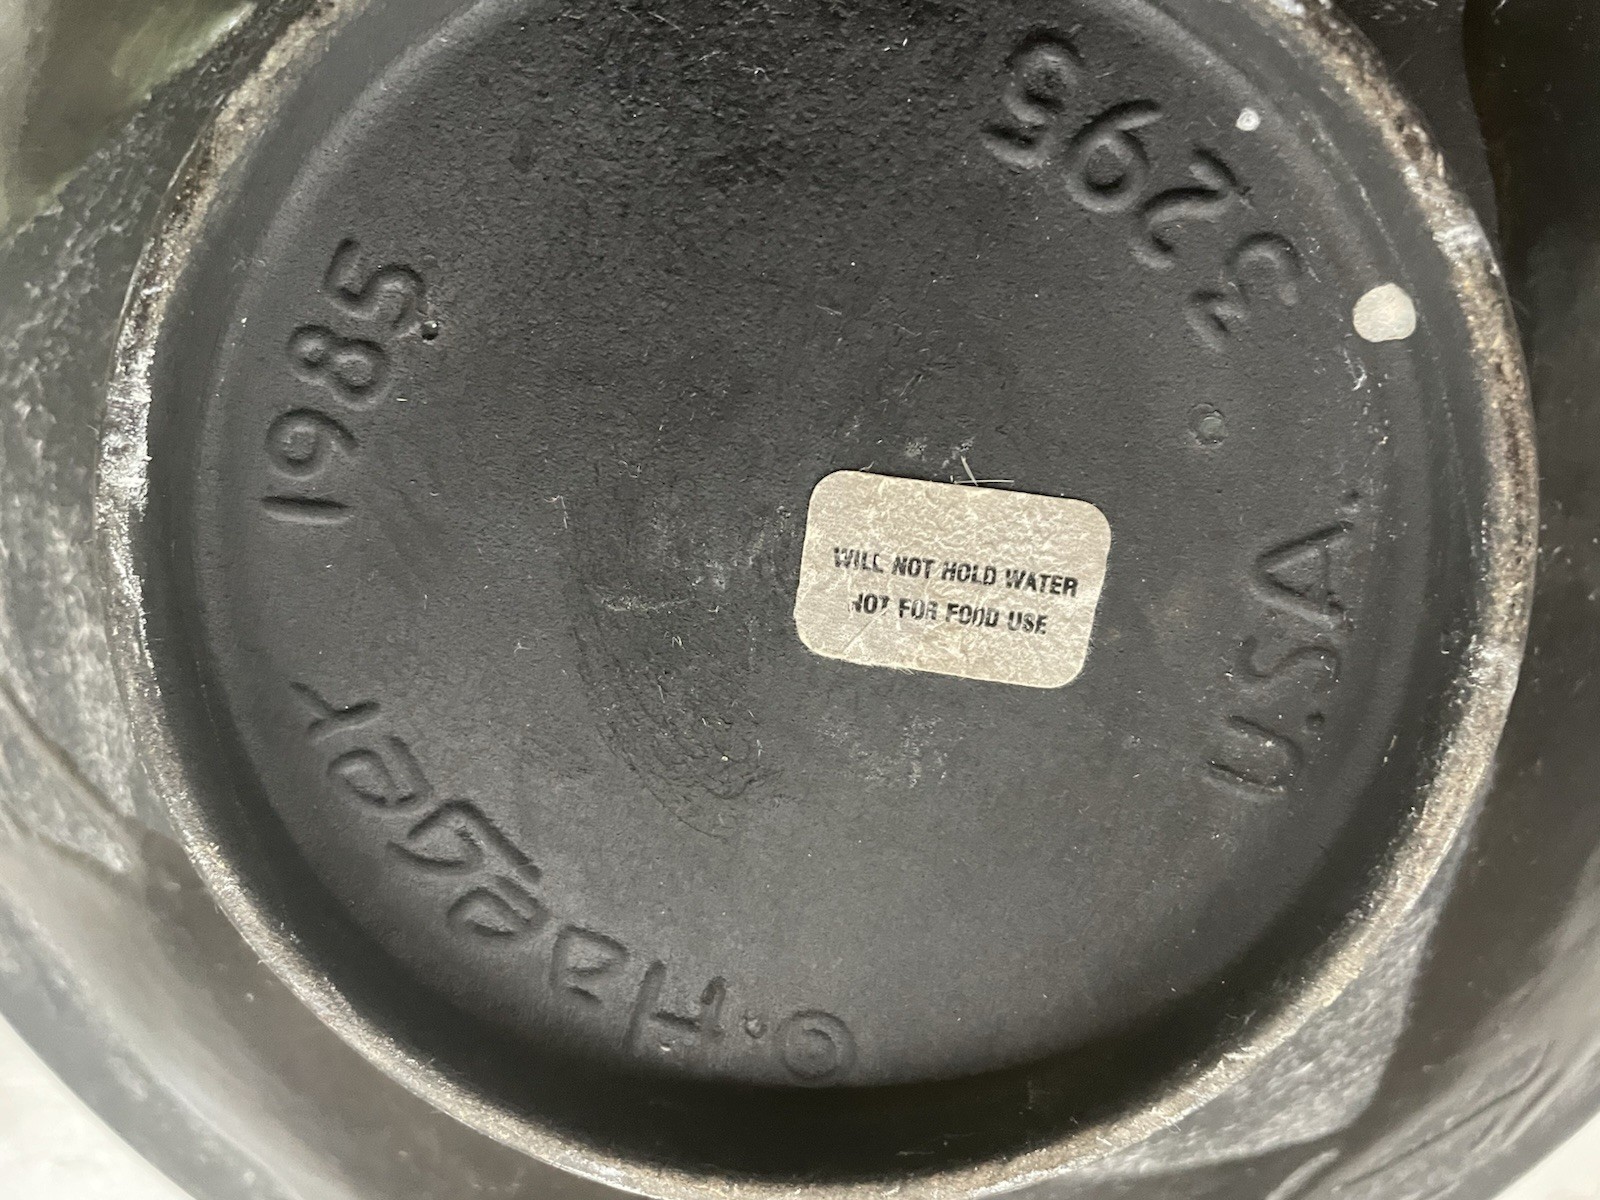 © Haeger
1985
3295
U.S.A.
WILL NOT HOLD WATER
NOT FOR FOOD USE